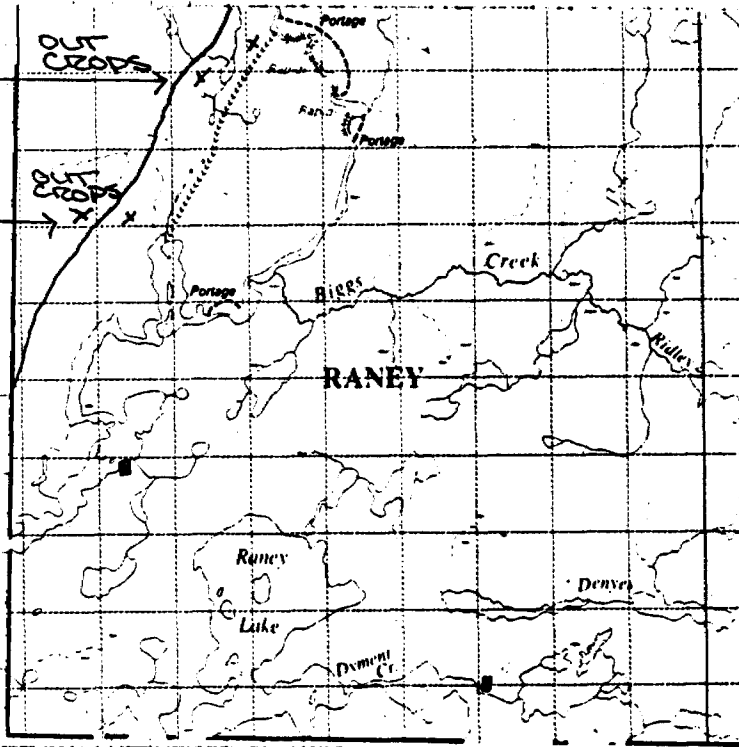 Portage
OUT
CROPS
Portage
OUT
CROPS
Creek
Portage
Biggs
Ridley
RANEY
Raney
Denver
Lake
Dyment
Cr.